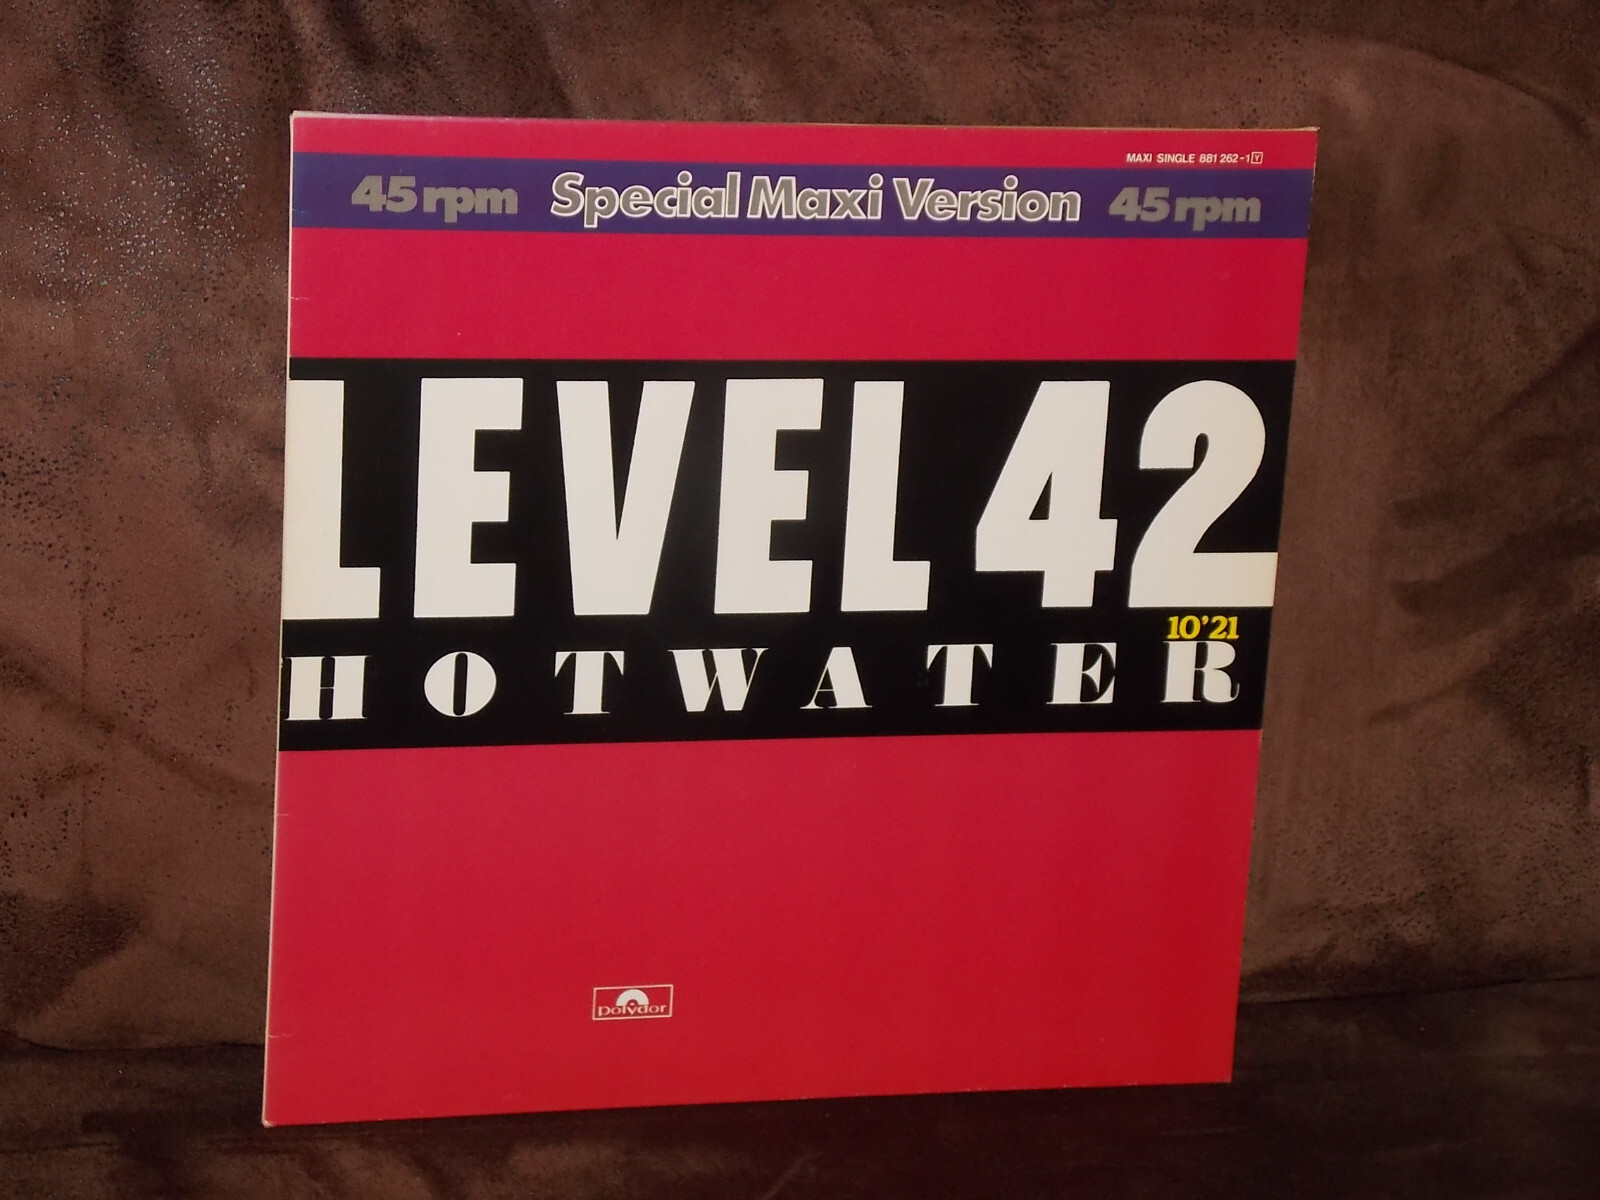 MAXI SINGLE 881 262-1 Y
45 rpm Special Maxi Version 45 rpm
LEVEL 42
10'21
HOTWATER
polydor